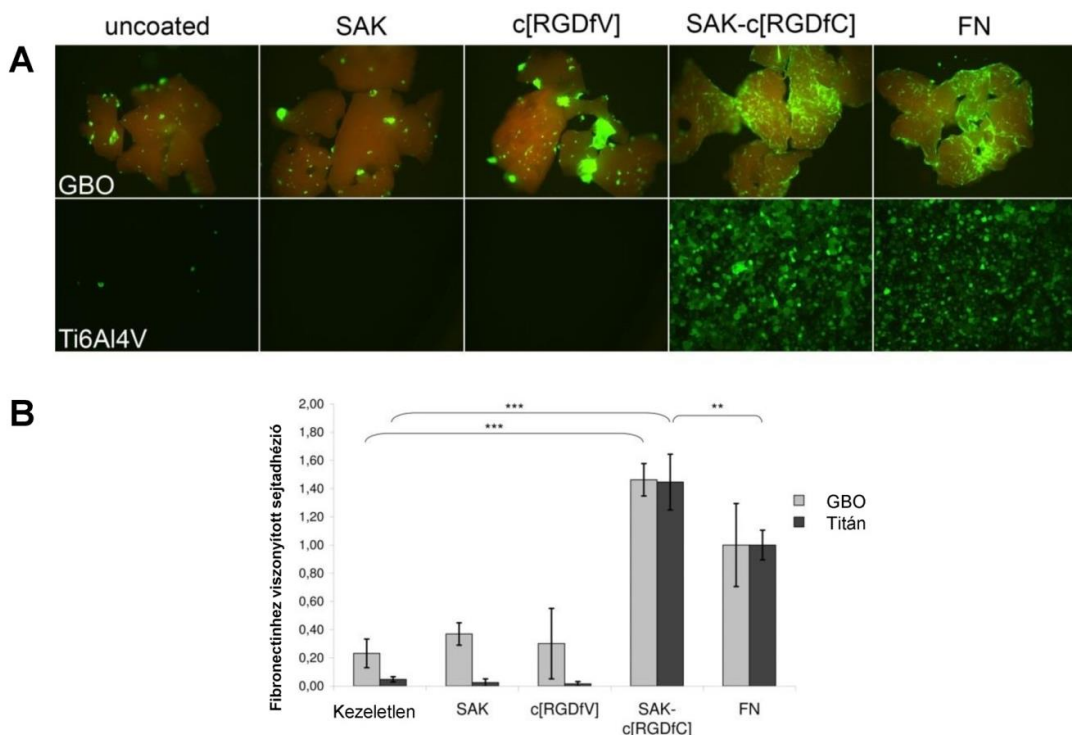 uncoated SAK c[RGDfV] SAK-c[RGDfC] FN
A
GBO
Ti6Al4V
B
Fibronectinhez viszonyított sejtadhézió
2,00
1,80
1,60
1,40
1,20
1,00
0,80
0,60
0,40
0,20
0,00
*** **
***
GBO
Titán
Kezeletlen SAK c[RGDfV] SAK- FN
c[RGDfC]